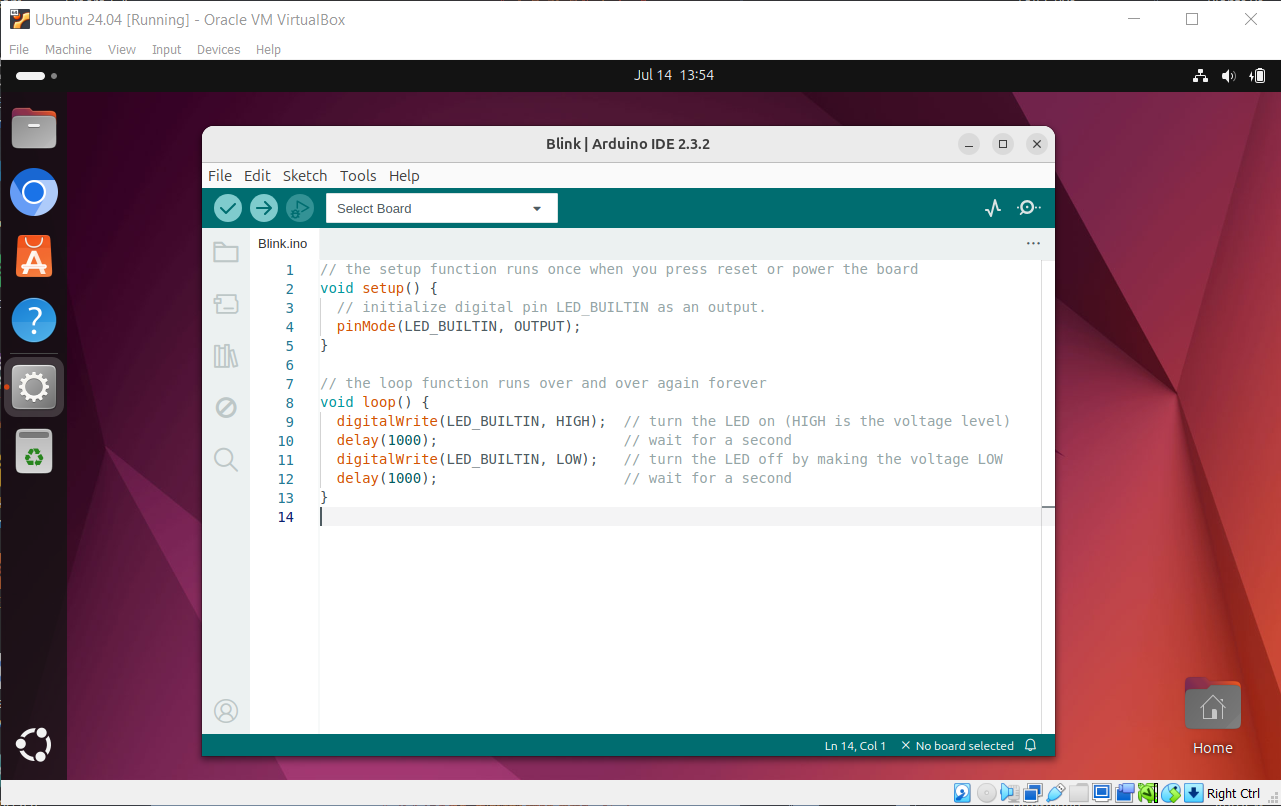 Ubuntu 24.04 [Running] - Oracle VM VirtualBox
File Machine View Input Devices Help
Jul 14 13:54
Blink | Arduino IDE 2.3.2
File Edit Sketch Tools Help
Select Board
Blink.ino
1 // the setup function runs once when you press reset or power the board
2 void setup() {
3   // initialize digital pin LED_BUILTIN as an output.
4   pinMode(LED_BUILTIN, OUTPUT);
5 }
6
7 // the loop function runs over and over again forever
8 void loop() {
9   digitalWrite(LED_BUILTIN, HIGH);  // turn the LED on (HIGH is the voltage level)
10   delay(1000);                      // wait for a second
11   digitalWrite(LED_BUILTIN, LOW);   // turn the LED off by making the voltage LOW
12   delay(1000);                      // wait for a second
13 }
14
Ln 14, Col 1 × No board selected
Home
Right Ctrl